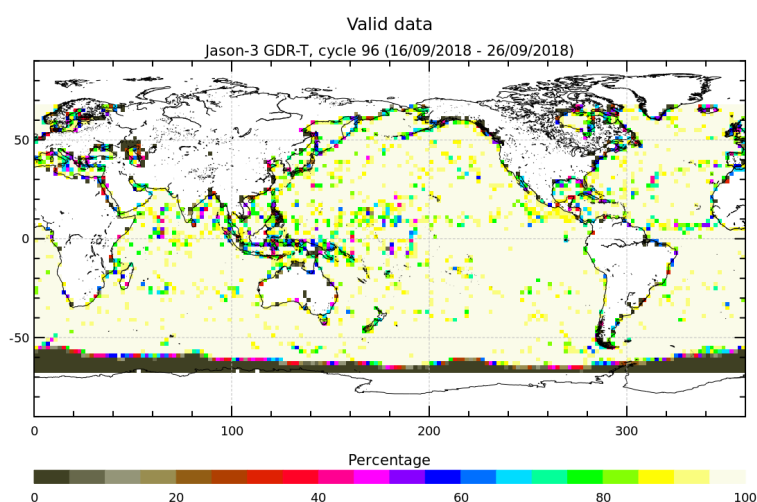 Valid data
Jason-3 GDR-T, cycle 96 (16/09/2018 - 26/09/2018)
50
0
-50
0 100 200 300
Percentage
0 20 40 60 80 100